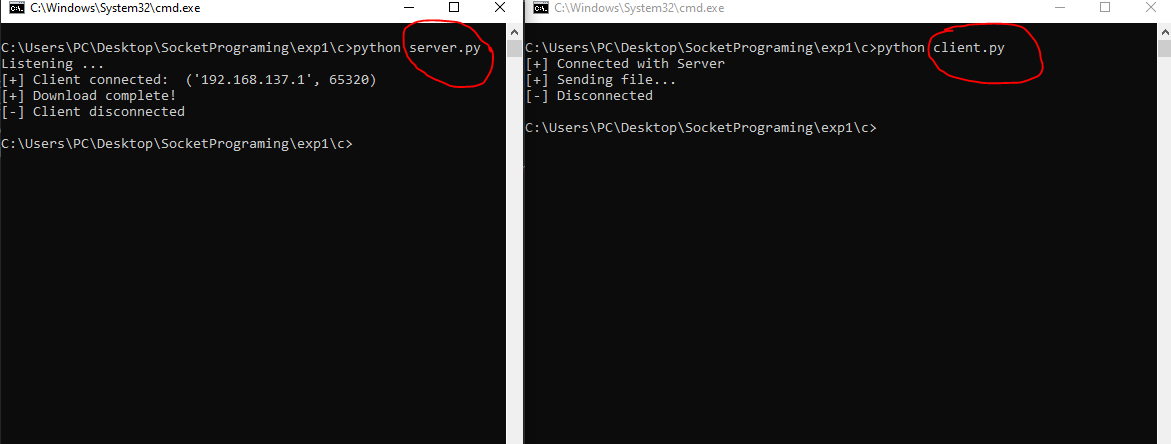 C:\Windows\System32\cmd.exe
C:\Users\PC\Desktop\SocketPrograming\exp1\c>python server.py
Listening ...
[+] Client connected:  ('192.168.137.1', 65320)
[+] Download complete!
[-] Client disconnected
C:\Users\PC\Desktop\SocketPrograming\exp1\c>
C:\Windows\System32\cmd.exe
C:\Users\PC\Desktop\SocketPrograming\exp1\c>python client.py
[+] Connected with Server
[+] Sending file...
[-] Disconnected
C:\Users\PC\Desktop\SocketPrograming\exp1\c>